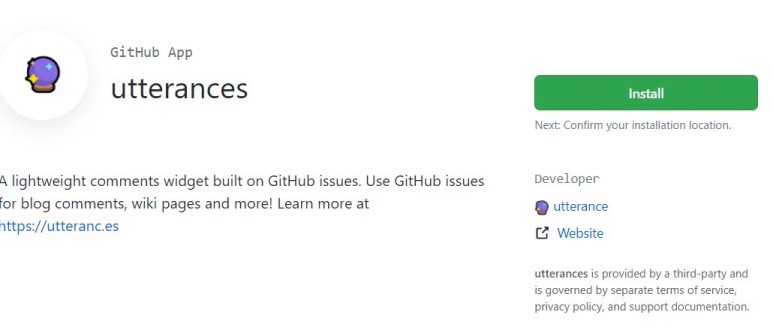 GitHub App
utterances
Install
Next: Confirm your installation location.
A lightweight comments widget built on GitHub issues. Use GitHub issues
for blog comments, wiki pages and more! Learn more at
https://utteranc.es
Developer
utterance
Website
utterances is provided by a third-party and
is governed by separate terms of service,
privacy policy, and support documentation.